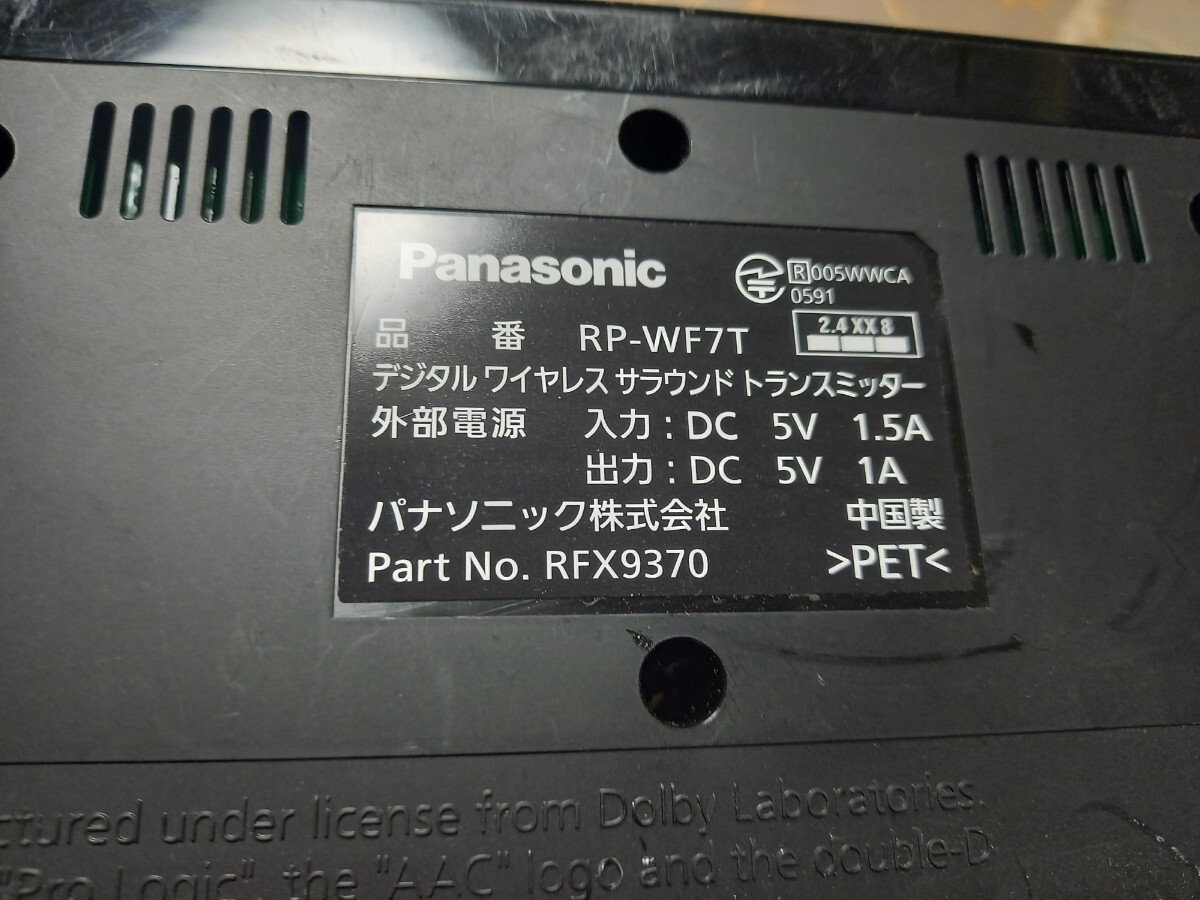 Panasonic
R 005WWCA
0591
品 番 RP-WF7T
2.4 XX 8
デジタル ワイヤレス サラウンド トランスミッター
外部電源 入力 : DC 5V 1.5A
出力 : DC 5V 1A
パナソニック株式会社 中国製
Part No. RFX9370 >PET<
ctured under license from Dolby Laboratories.
"Pro Logic", the "AAC" logo and the double-D